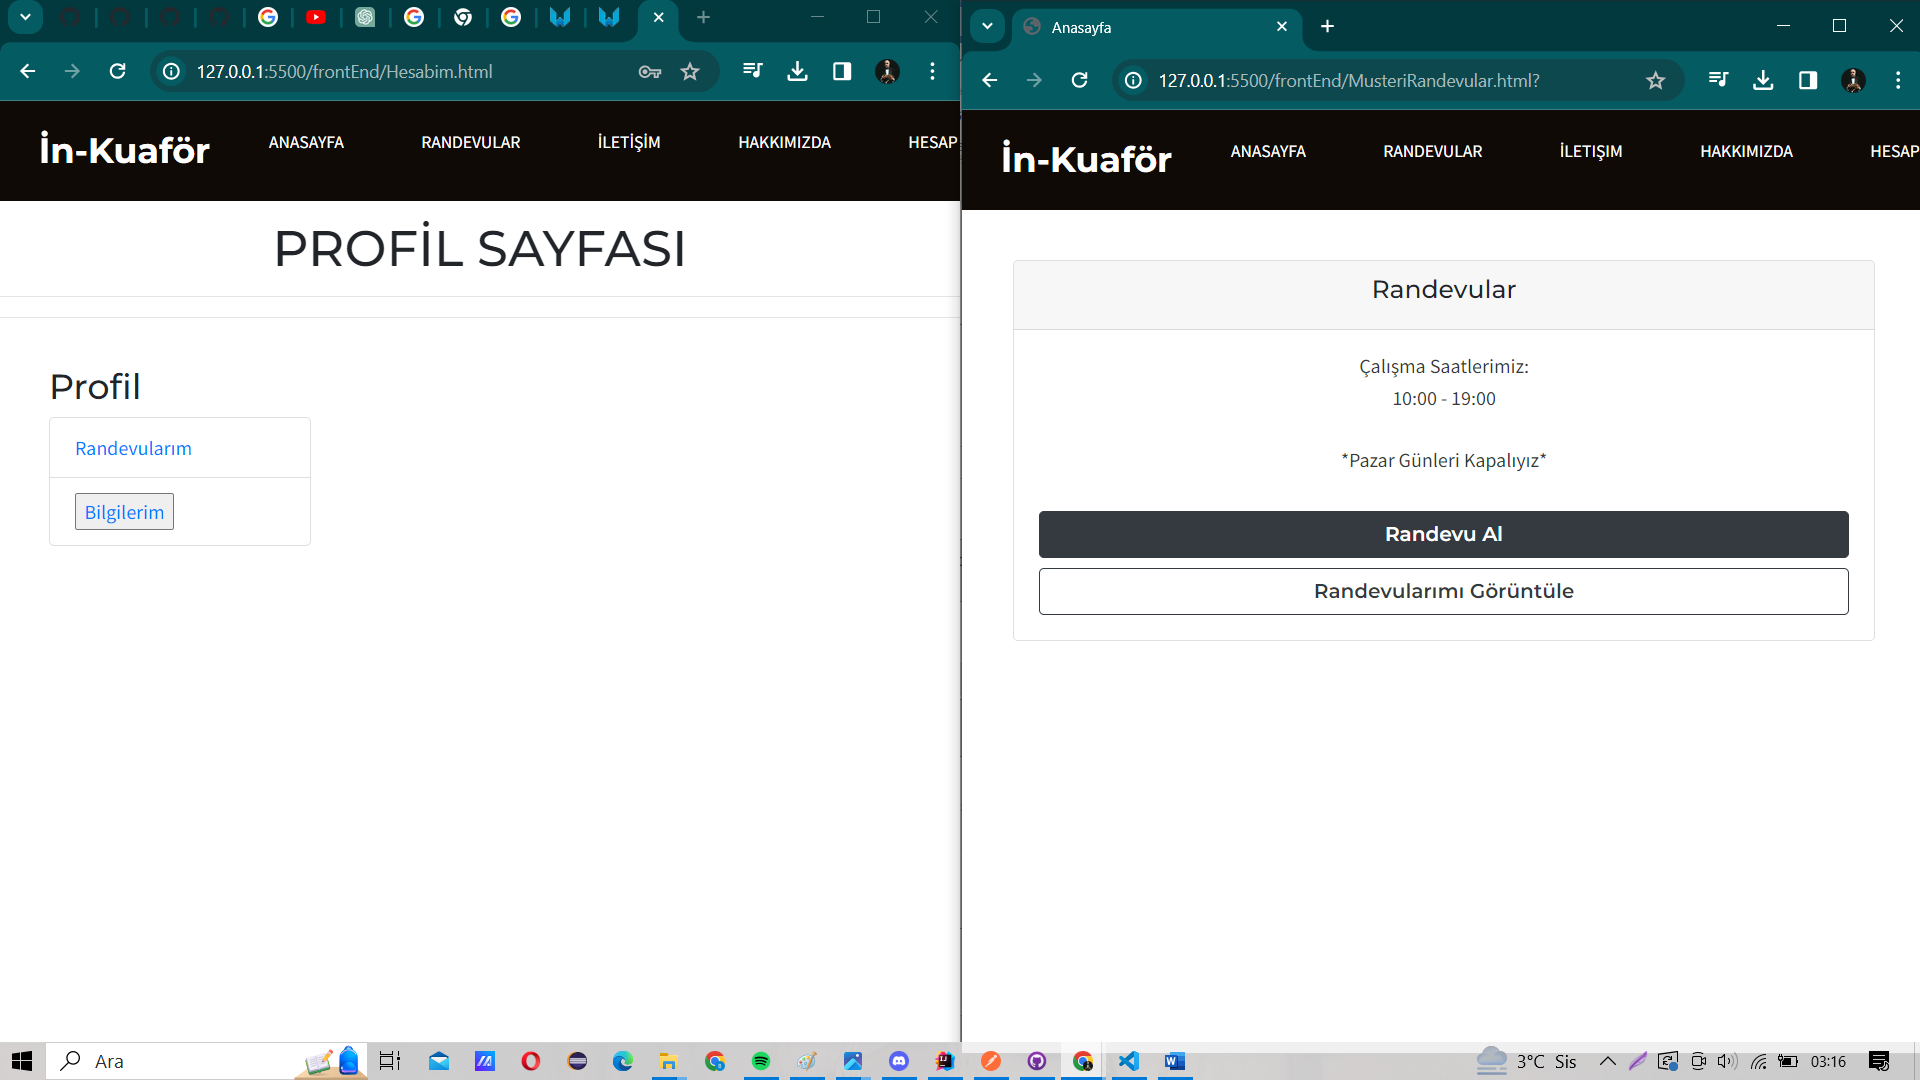 127.0.0.1:5500/frontEnd/Hesabim.html
İn-Kuaför
ANASAYFA
RANDEVULAR
İLETİŞİM
HAKKIMIZDA
HESAP
PROFİL SAYFASI
Profil
Randevularım
Bilgilerim
Anasayfa
127.0.0.1:5500/frontEnd/MusteriRandevular.html?
İn-Kuaför
ANASAYFA
RANDEVULAR
İLETIŞIM
HAKKIMIZDA
HESAP
Randevular
Çalışma Saatlerimiz:
10:00 - 19:00
*Pazar Günleri Kapalıyız*
Randevu Al
Randevularımı Görüntüle
Ara
3°C Sis
03:16